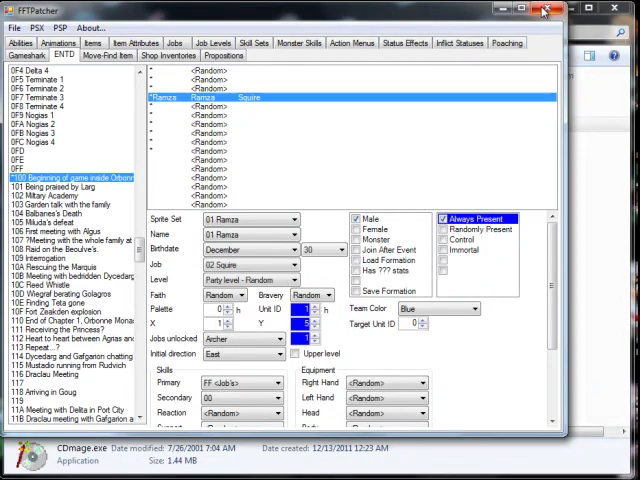 FFTPatcher
File PSX PSP About...
Abilities Animations Items Item Attributes Jobs Job Levels Skill Sets Monster Skills Action Menus Status Effects Inflict Statuses Poaching
Gameshark ENTD Move-Find Item Shop Inventories Propositions
0F4 Delta 4
0F5 Terminate 1
0F6 Terminate 2
0F7 Terminate 3
0F8 Terminate 4
0F9 Nogias 1
0FA Nogias 2
0FB Nogias 3
0FC Nogias 4
0FD
0FE
0FF
*100 Beginning of game inside Orbonn
101 Being praised by Larg
102 Military Academy
103 Garden talk with the family
104 Balbanes's Death
105 Miluda's defeat
106 First meeting with Algus
107 ?Meeting with the whole family at
108 Raid on the Beoulve's.
109 Interrogation
10A Rescuing the Marquis
10B Meeting with bedridden Dycedarg
10C Reed Whistle
10D Wiegraf berating Golagros
10E Finding Teta gone
10F Fort Zeakden explosion
110 End of Chapter 1, Orbonne Monas
111 Receiving the Princess?
112 Heart to heart between Agrias and
113 Repeat...?
114 Dycedarg and Gafgarion chatting
115 Mustadio running from Rudvich
116 Draclau Meeting
117
118 Arriving in Goug
119
11A Meeting with Delita in Port City
11B Draclau meeting with Gafgarion a
* <Random>
<Random>
<Random>
*Ramza Ramza Squire
* <Random>
* <Random>
* <Random>
* <Random>
* <Random>
* <Random>
<Random>
<Random>
<Random>
<Random>
<Random>
Sprite Set 01 Ramza
Name 01 Ramza
Birthdate December 30
Job 02 Squire
Level Party level - Random
Faith Random Bravery Random
Palette 0 h Unit ID 1 h
X 1 Y 5
Jobs unlocked Archer 1
Initial direction East Upper level
Male
Female
Monster
Join After Event
Load Formation
Has ??? stats
Save Formation
Always Present
Randomly Present
Control
Immortal
Team Color Blue
Target Unit ID 0 h
Skills
Primary FF <Job's>
Secondary 00
Reaction <Random>
Equipment
Right Hand <Random>
Left Hand <Random>
Head <Random>
CDmage.exe Date modified: 7/26/2001 7:04 AM Date created: 12/13/2011 12:23 AM
Application Size: 1.44 MB